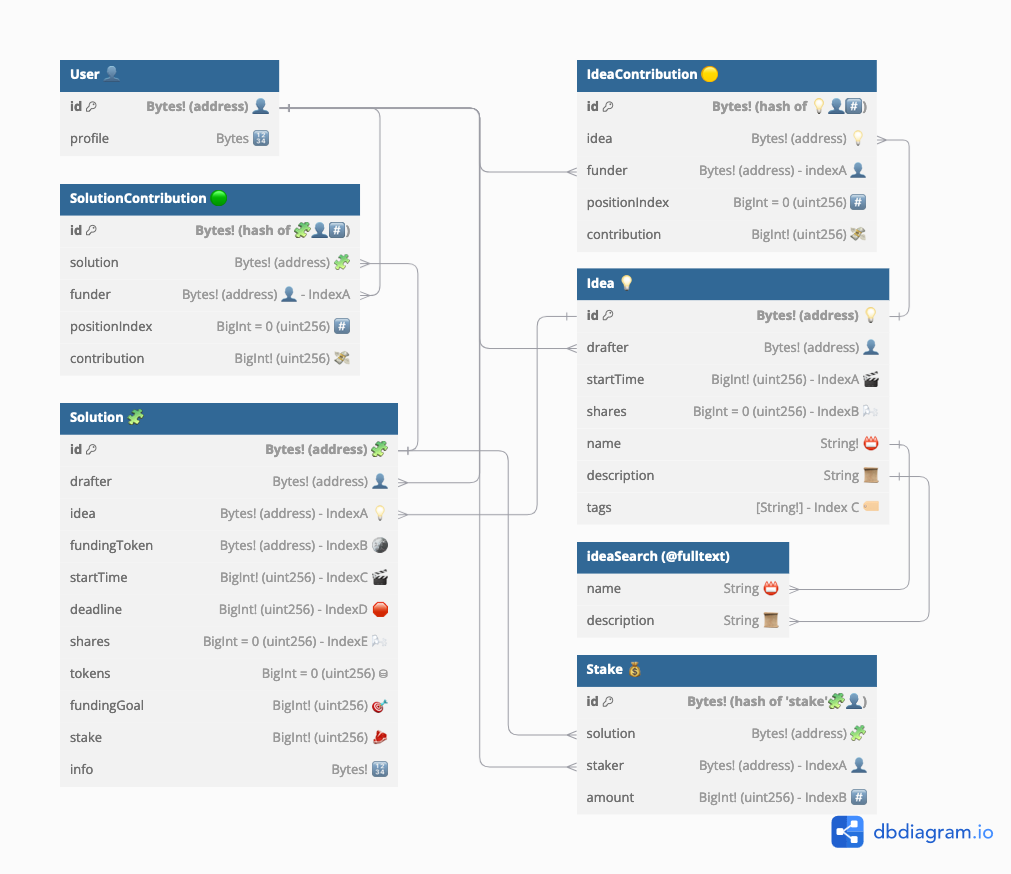 User 👤
id Bytes! (address) 👤
profile Bytes 🔢
SolutionContribution 🟢
id Bytes! (hash of 🧩👤#️⃣)
solution Bytes! (address) 🧩
funder Bytes! (address) 👤 - IndexA
positionIndex BigInt = 0 (uint256) #️⃣
contribution BigInt! (uint256) 💸
Solution 🧩
id Bytes! (address) 🧩
drafter Bytes! (address) 👤
idea Bytes! (address) - IndexA 💡
fundingToken Bytes! (address) - IndexB 🪙
startTime BigInt! (uint256) - IndexC 🎬
deadline BigInt! (uint256) - IndexD 🛑
shares BigInt = 0 (uint256) - IndexE 🌬️
tokens BigInt = 0 (uint256) ⛁
fundingGoal BigInt! (uint256) 🎯
stake BigInt! (uint256) 🥩
info Bytes! 🔢
IdeaContribution 🟡
id Bytes! (hash of 💡👤#️⃣)
idea Bytes! (address) 💡
funder Bytes! (address) - indexA 👤
positionIndex BigInt = 0 (uint256) #️⃣
contribution BigInt! (uint256) 💸
Idea 💡
id Bytes! (address) 💡
drafter Bytes! (address) 👤
startTime BigInt! (uint256) - IndexA 🎬
shares BigInt = 0 (uint256) - IndexB 🌬️
name String! 📛
description String 📜
tags [String!] - Index C 🏷️
ideaSearch (@fulltext)
name String 📛
description String 📜
Stake 💰
id Bytes! (hash of 'stake'🧩👤)
solution Bytes! (address) 🧩
staker Bytes! (address) - IndexA 👤
amount BigInt! (uint256) - IndexB #️⃣
dbdiagram.io